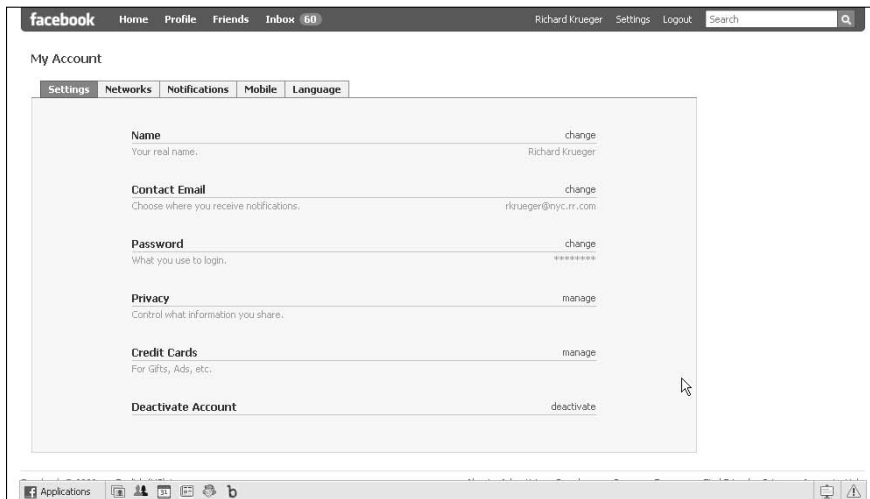 facebook Home Profile Friends Inbox 60 Richard Krueger Settings Logout Search
My Account
Settings Networks Notifications Mobile Language
Name change
Your real name. Richard Krueger
Contact Email change
Choose where you receive notifications. rkrueger@nyc.rr.com
Password change
What you use to login. ********
Privacy manage
Control what information you share.
Credit Cards manage
For Gifts, Ads, etc.
Deactivate Account deactivate
Applications